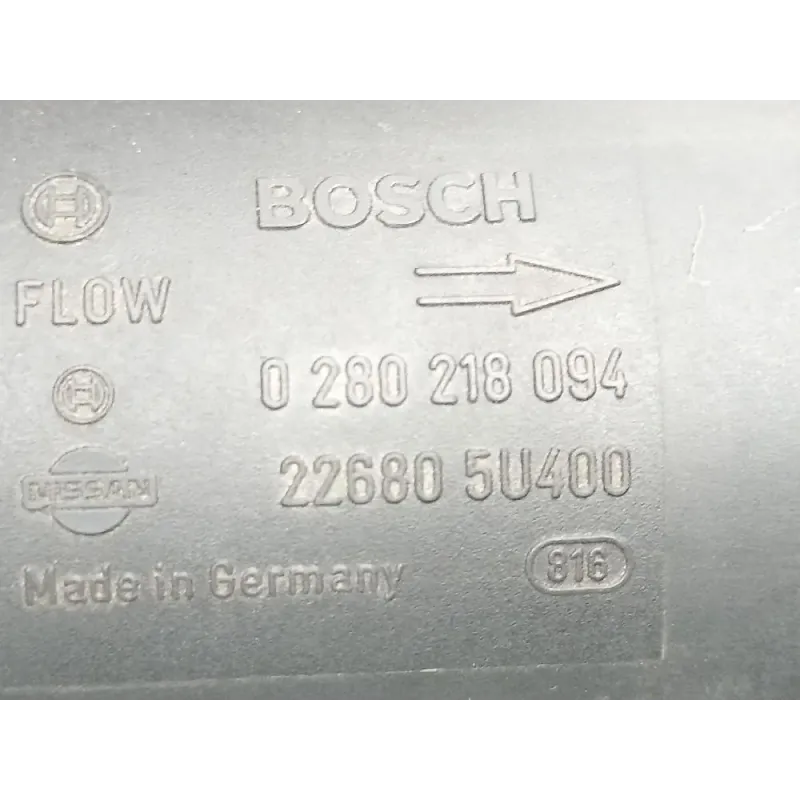 BOSCH
FLOW
0 280 218 094
NISSAN
22680 5U400
Made in Germany
816